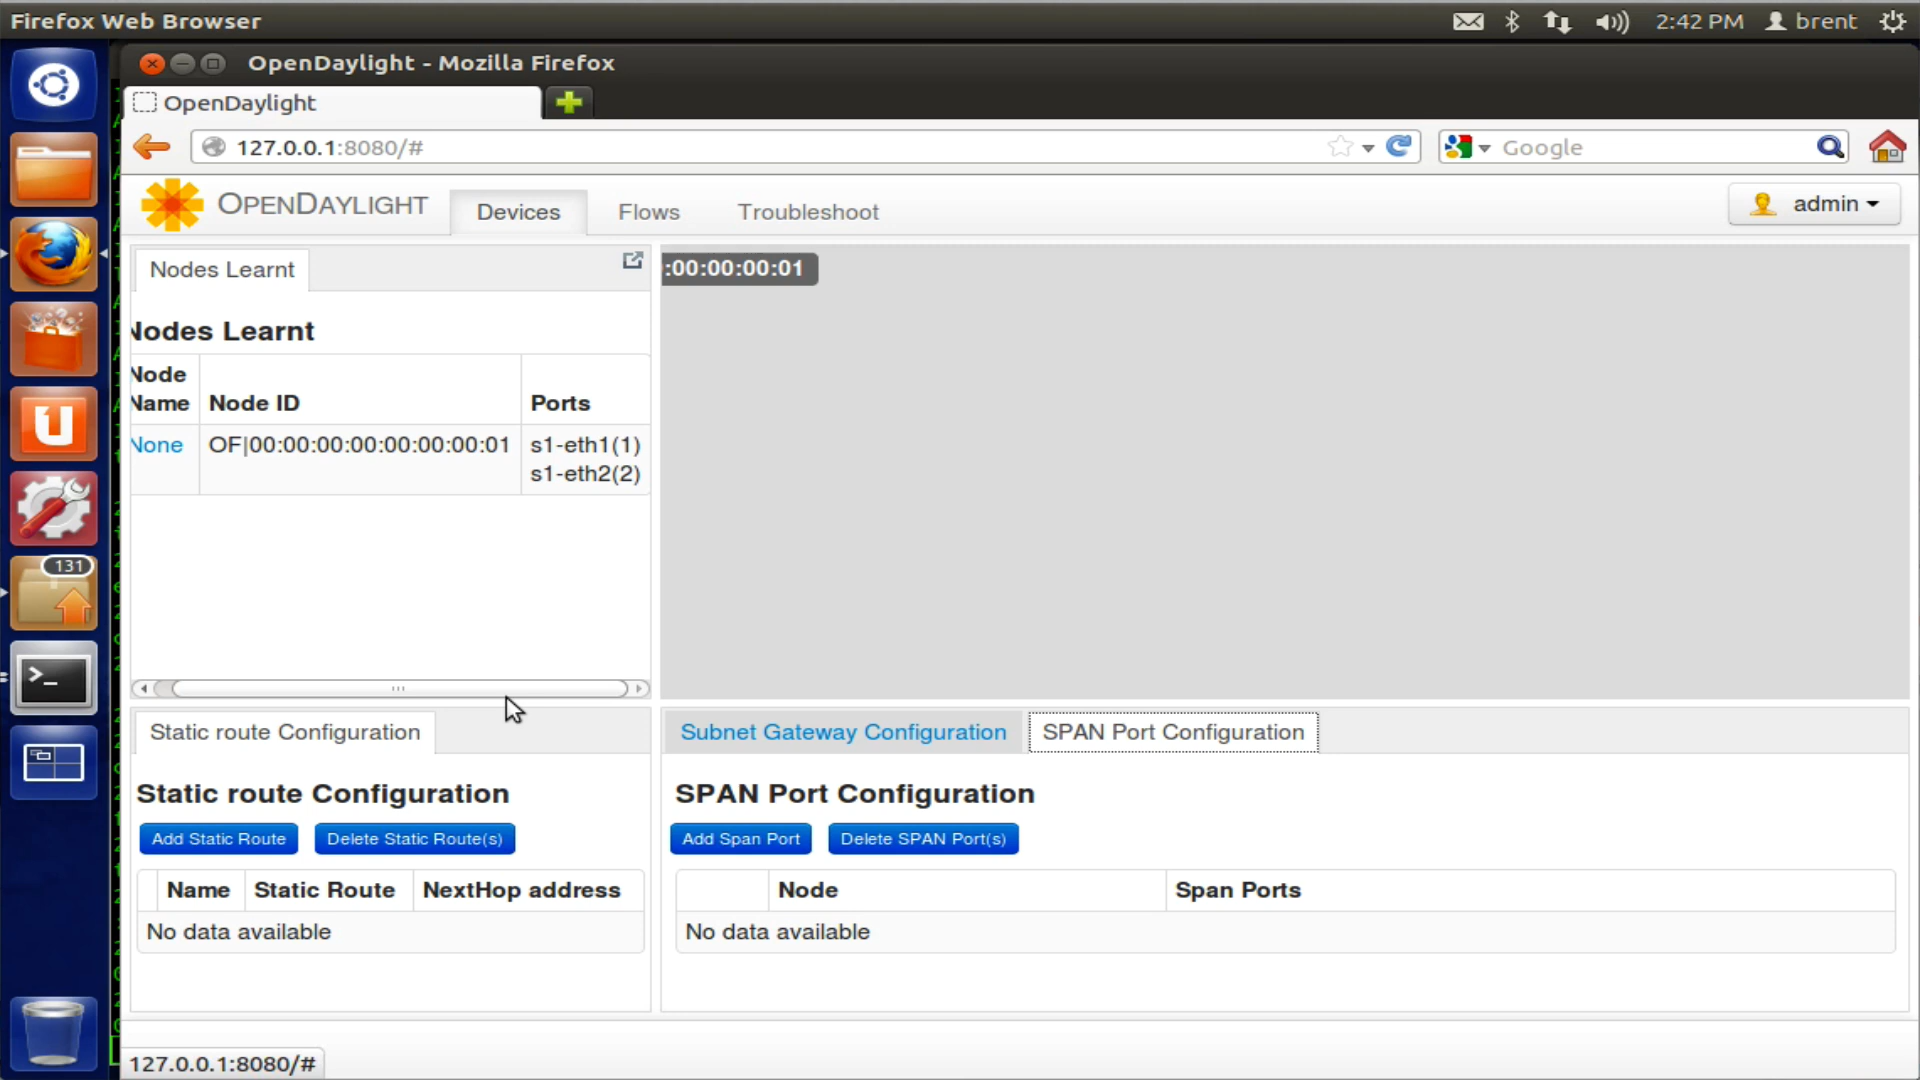 Firefox Web Browser
2:42 PM
brent
OpenDaylight - Mozilla Firefox
OpenDaylight
127.0.0.1:8080/#
Google
OPENDAYLIGHT
Devices
Flows
Troubleshoot
admin
Nodes Learnt
:00:00:00:01
Nodes Learnt
Node Name
Node ID
Ports
None
OF|00:00:00:00:00:00:00:01
s1-eth1(1)
s1-eth2(2)
131
Static route Configuration
Subnet Gateway Configuration
SPAN Port Configuration
Static route Configuration
Add Static Route
Delete Static Route(s)
Name
Static Route
NextHop address
No data available
SPAN Port Configuration
Add Span Port
Delete SPAN Port(s)
Node
Span Ports
No data available
127.0.0.1:8080/#